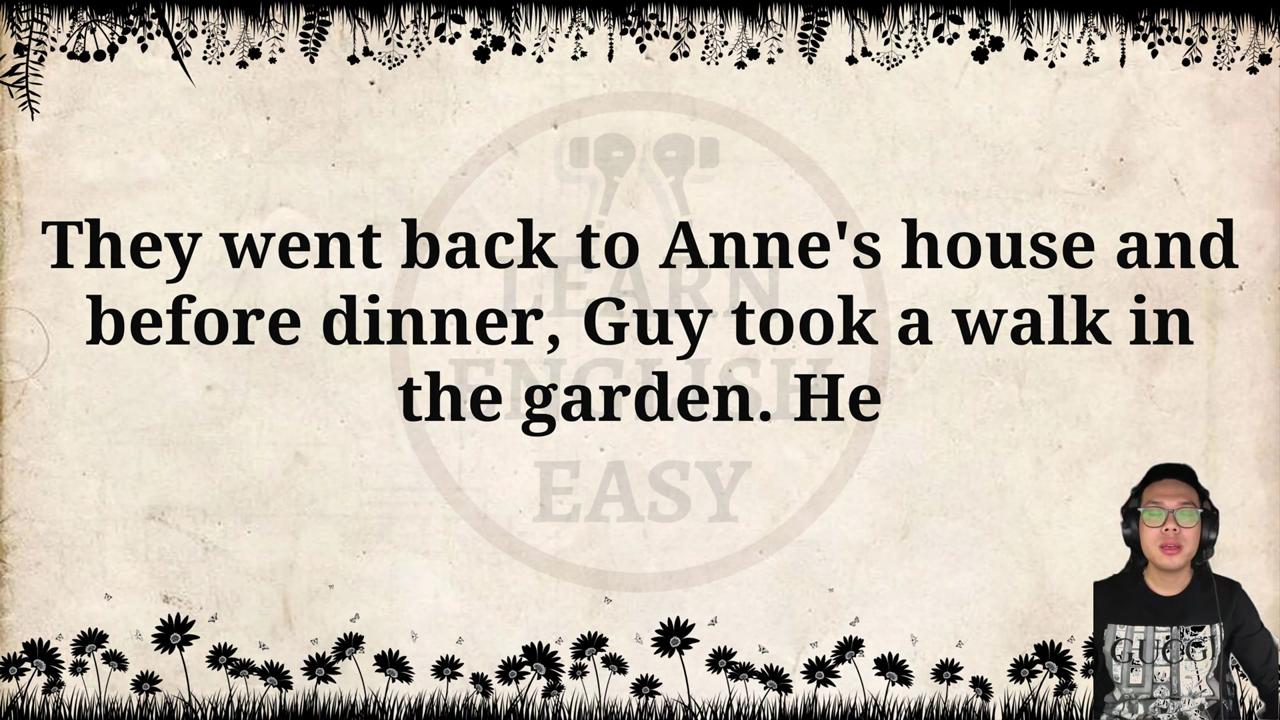 They went back to Anne's house and
before dinner, Guy took a walk in
the garden. He
LEARN
ENGLISH
EASY
GUCCI